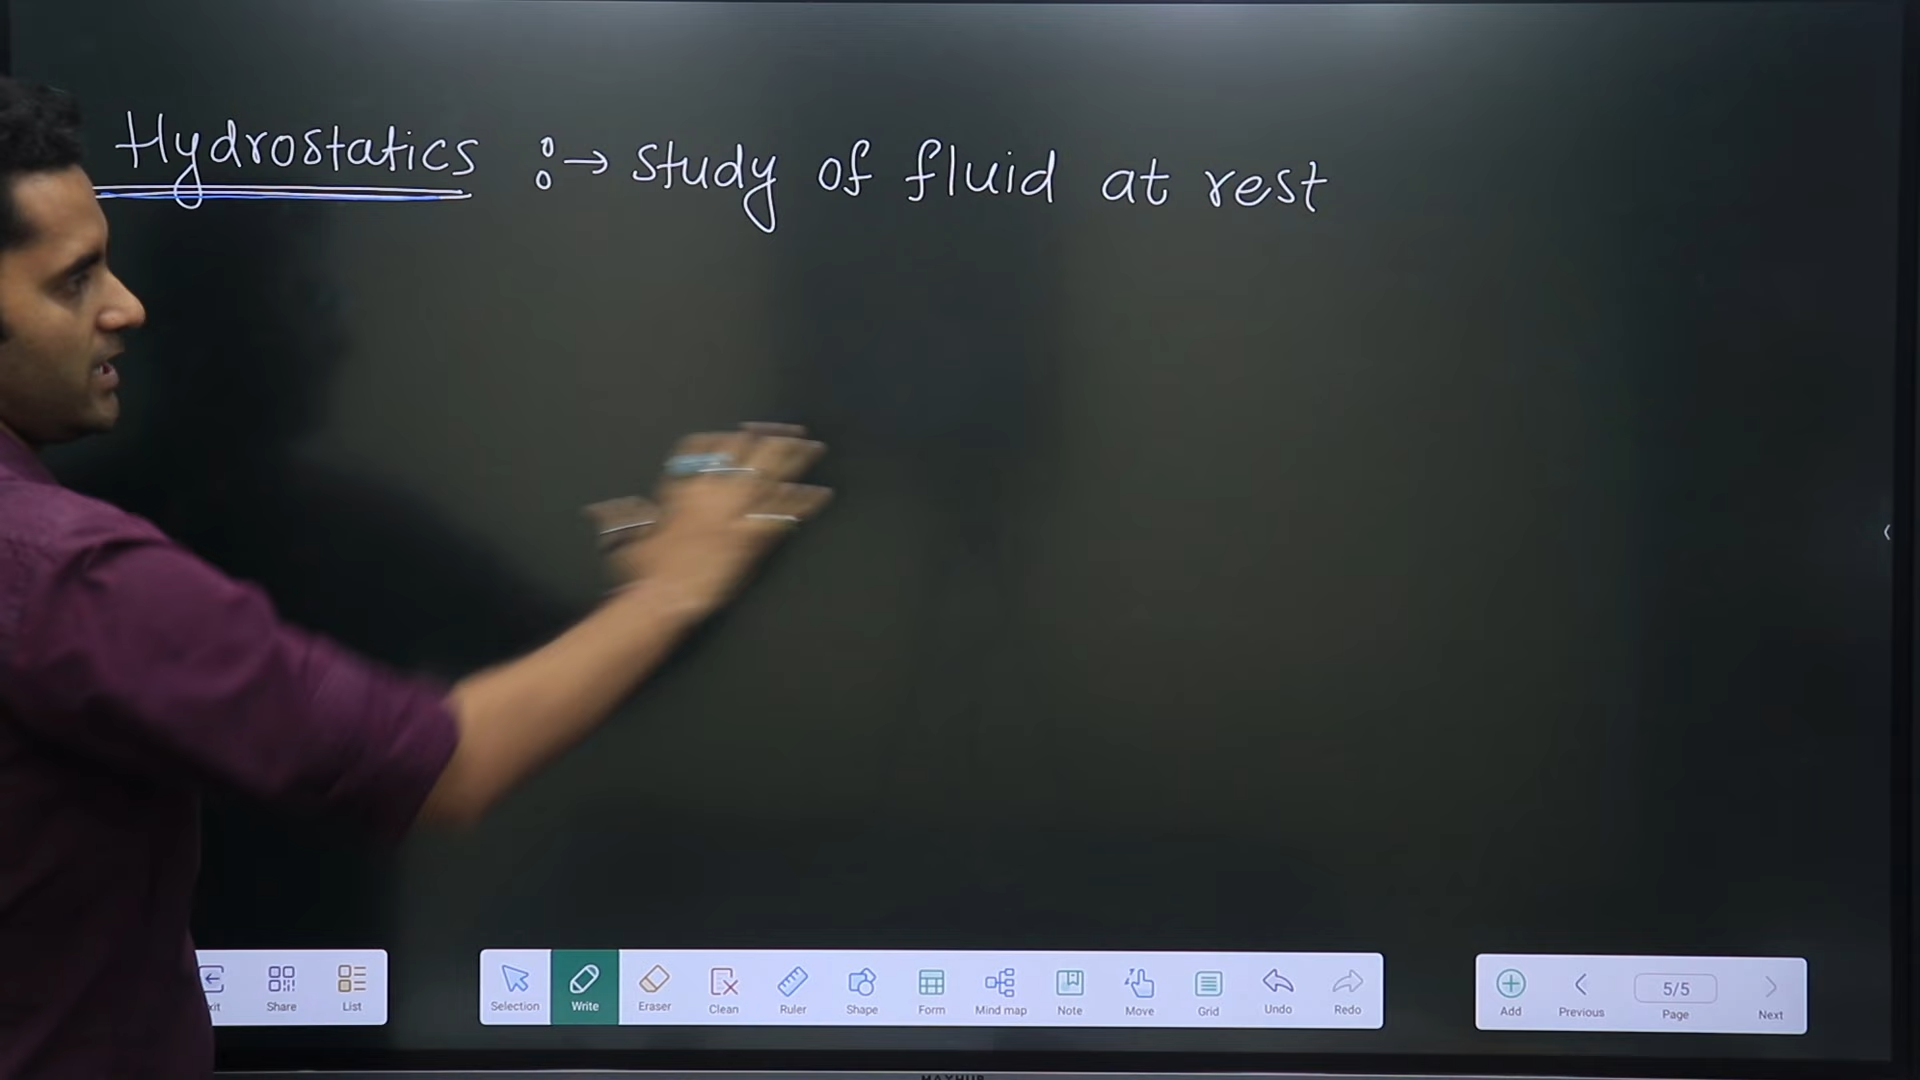 Hydrostatics :→ study of fluid at rest
Share
List
Selection
Write
Eraser
Clean
Ruler
Shape
Form
Mind map
Note
Move
Grid
Undo
Redo
Add
Previous
5/5
Page
Next